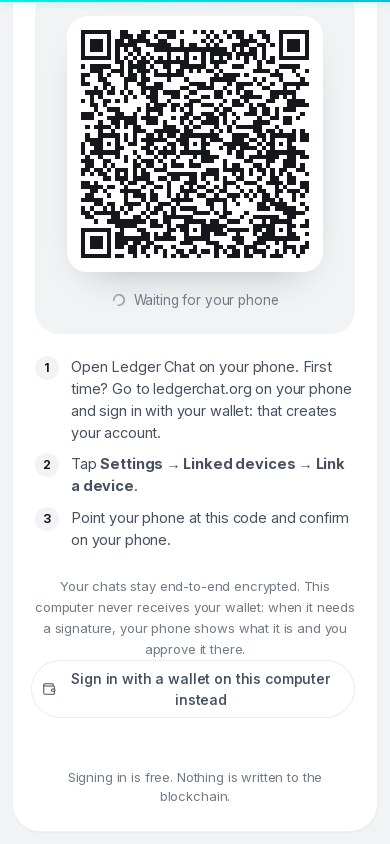 Waiting for your phone
1 Open Ledger Chat on your phone. First
time? Go to ledgerchat.org on your phone
and sign in with your wallet: that creates
your account.
2 Tap Settings → Linked devices → Link
a device.
3 Point your phone at this code and confirm
on your phone.
Your chats stay end-to-end encrypted. This
computer never receives your wallet: when it needs
a signature, your phone shows what it is and you
approve it there.
Sign in with a wallet on this computer
instead
Signing in is free. Nothing is written to the
blockchain.